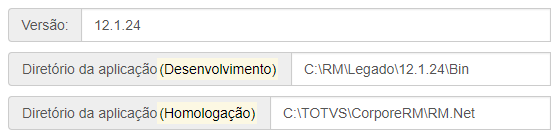 Versão: 12.1.24
Diretório da aplicação (Desenvolvimento) C:\RM\Legado\12.1.24\Bin
Diretório da aplicação (Homologação) C:\TOTVS\CorporeRM\RM.Net